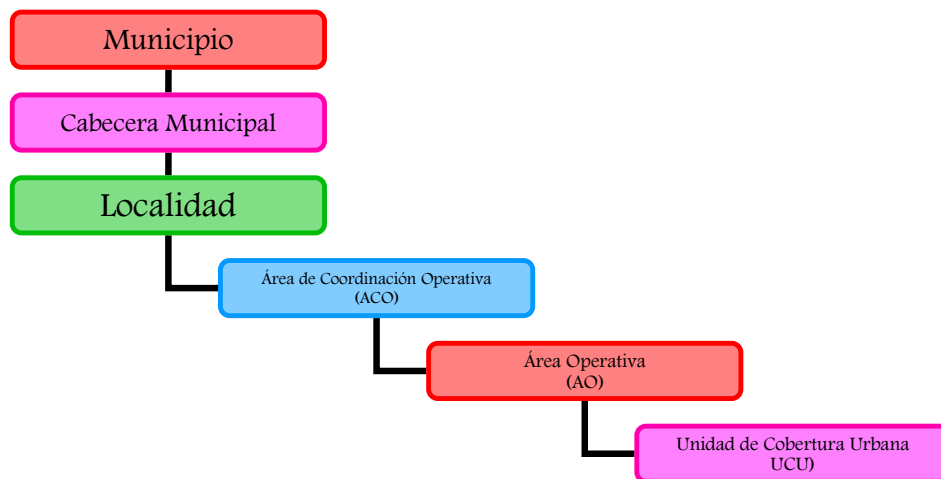 Municipio
Cabecera Municipal
Localidad
Área de Coordinación Operativa
(ACO)
Área Operativa
(AO)
Unidad de Cobertura Urbana
UCU)